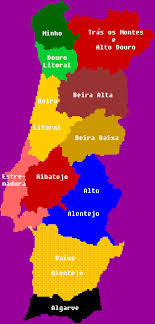 Minho
Trás os Montes
e
Alto Douro
Douro
Litoral
Beira Alta
Beira
Litoral
Beira Baixa
Estre-
madura
Ribatejo
Alto
Alentejo
Baixo
Alentejo
Algarve